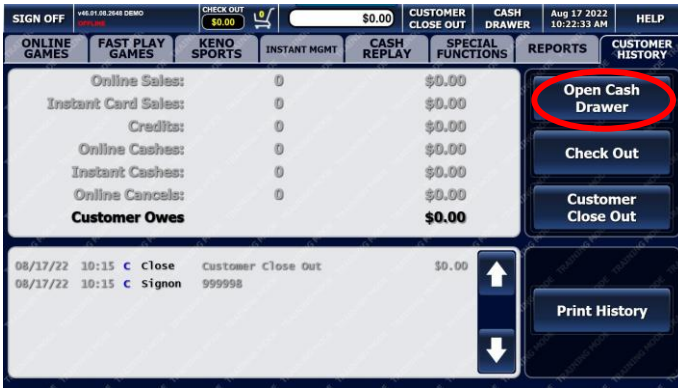 SIGN OFF
v46.01.08.2646 DEMO
OFFLINE
CHECK OUT
$0.00
0
$0.00
CUSTOMER
CLOSE OUT
CASH
DRAWER
Aug 17 2022
10:22:33 AM
HELP
ONLINE
GAMES
FAST PLAY
GAMES
KENO
SPORTS
INSTANT MGMT
CASH
REPLAY
SPECIAL
FUNCTIONS
REPORTS
CUSTOMER
HISTORY
Online Sales: 0 $0.00
Instant Card Sales: 0 $0.00
Credits: 0 $0.00
Online Cashes: 0 $0.00
Instant Cashes: 0 $0.00
Online Cancels: 0 $0.00
Customer Owes $0.00
Open Cash
Drawer
Check Out
Customer
Close Out
08/17/22 10:15 C Close Customer Close Out $0.00
08/17/22 10:15 C Signon 999998
Print History
TRAINING MODE